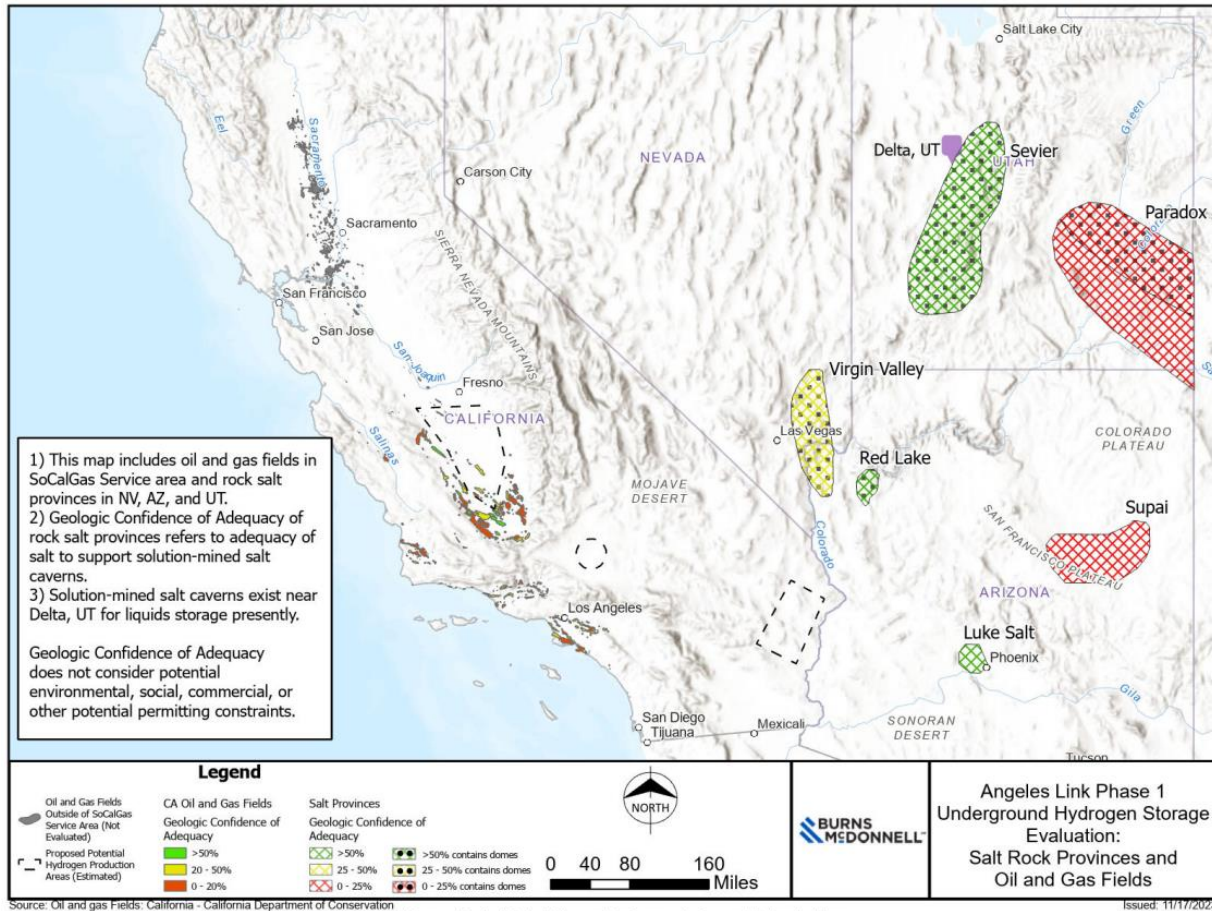 Salt Lake City
Green
Eel
Sacramento
NEVADA
Delta, UT
Sevier
UTAH
Carson City
Paradox
Colorado
Sacramento
SIERRA NEVADA MOUNTAINS
San Francisco
San Jose
San Joaquin
Fresno
Virgin Valley
CALIFORNIA
Las Vegas
COLORADO
PLATEAU
Salinas
Red Lake
MOJAVE
DESERT
Supai
Colorado
SAN FRANCISCO PLATEAU
ARIZONA
Los Angeles
Luke Salt
Phoenix
Gila
San Diego
Tijuana
Mexicali
SONORAN
DESERT
Tucson
1) This map includes oil and gas fields in
SoCalGas Service area and rock salt
provinces in NV, AZ, and UT.
2) Geologic Confidence of Adequacy of
rock salt provinces refers to adequacy of
salt to support solution-mined salt
caverns.
3) Solution-mined salt caverns exist near
Delta, UT for liquids storage presently.
Geologic Confidence of Adequacy
does not consider potential
environmental, social, commercial, or
other potential permitting constraints.
Legend
Oil and Gas Fields
Outside of SoCalGas
Service Area (Not
Evaluated)
Proposed Potential
Hydrogen Production
Areas (Estimated)
CA Oil and Gas Fields
Geologic Confidence of
Adequacy
>50%
20 - 50%
0 - 20%
Salt Provinces
Geologic Confidence of
Adequacy
>50%
25 - 50%
0 - 25%
>50% contains domes
25 - 50% contains domes
0 - 25% contains domes
NORTH
0 40 80 160
Miles
BURNS
McDONNELL
Angeles Link Phase 1
Underground Hydrogen Storage
Evaluation:
Salt Rock Provinces and
Oil and Gas Fields
Source: Oil and gas Fields: California - California Department of Conservation
Issued: 11/17/202